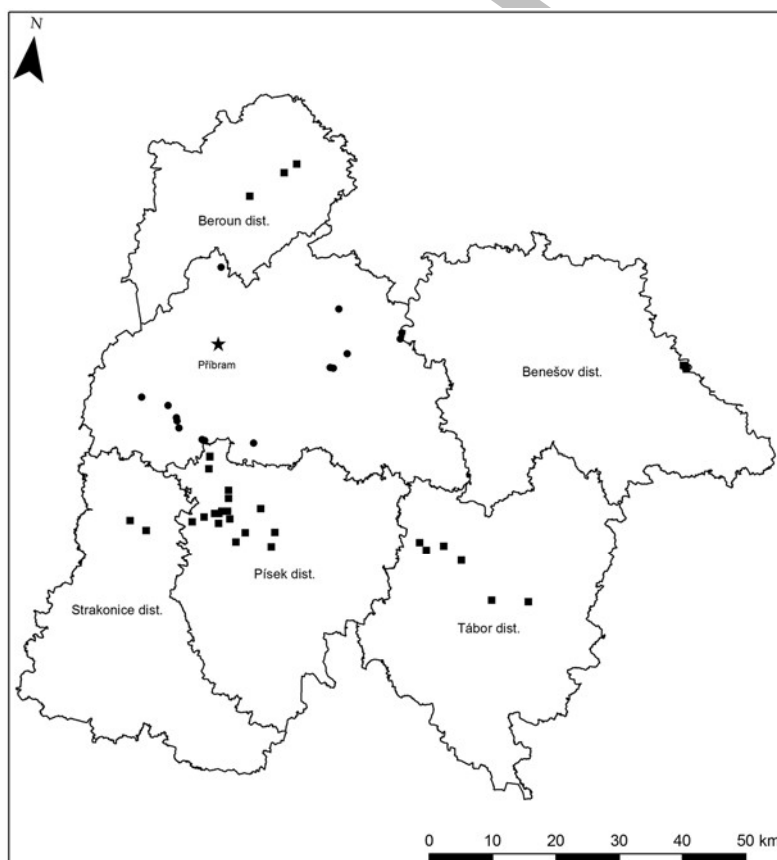 N
Beroun dist.
Příbram
Benešov dist.
Písek dist.
Strakonice dist.
Tábor dist.
0 10 20 30 40 50 km